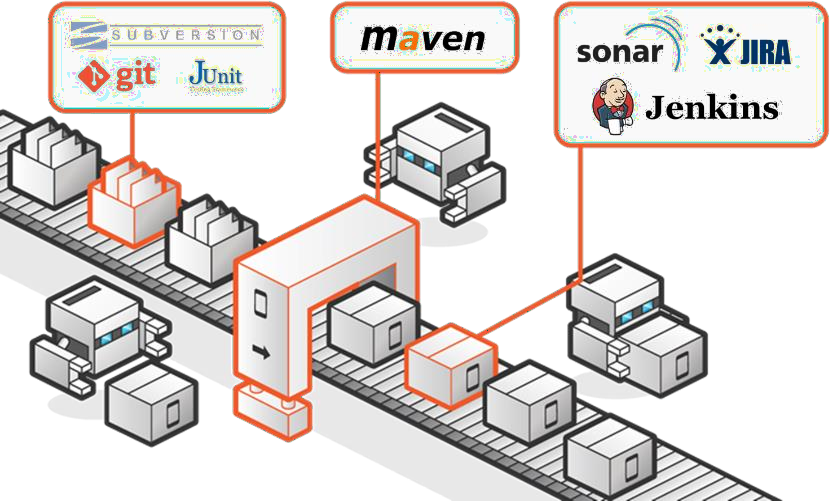 SUBVERSION
git
JUnit
maven
sonar
JIRA
Jenkins